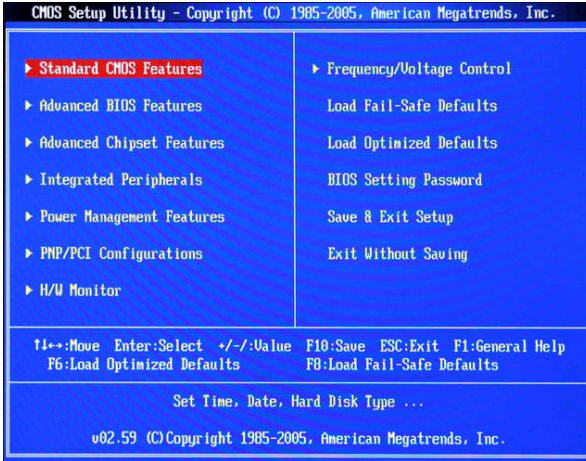 CMOS Setup Utility - Copyright (C) 1985-2005, American Megatrends, Inc.
Standard CMOS Features
Advanced BIOS Features
Advanced Chipset Features
Integrated Peripherals
Power Management Features
PNP/PCI Configurations
H/W Monitor
Frequency/Voltage Control
Load Fail-Safe Defaults
Load Optimized Defaults
BIOS Setting Password
Save & Exit Setup
Exit Without Saving
↑↓←→:Move Enter:Select +/-/:Value F10:Save ESC:Exit F1:General Help
F6:Load Optimized Defaults F8:Load Fail-Safe Defaults
Set Time, Date, Hard Disk Type ...
v02.59 (C)Copyright 1985-2005, American Megatrends, Inc.